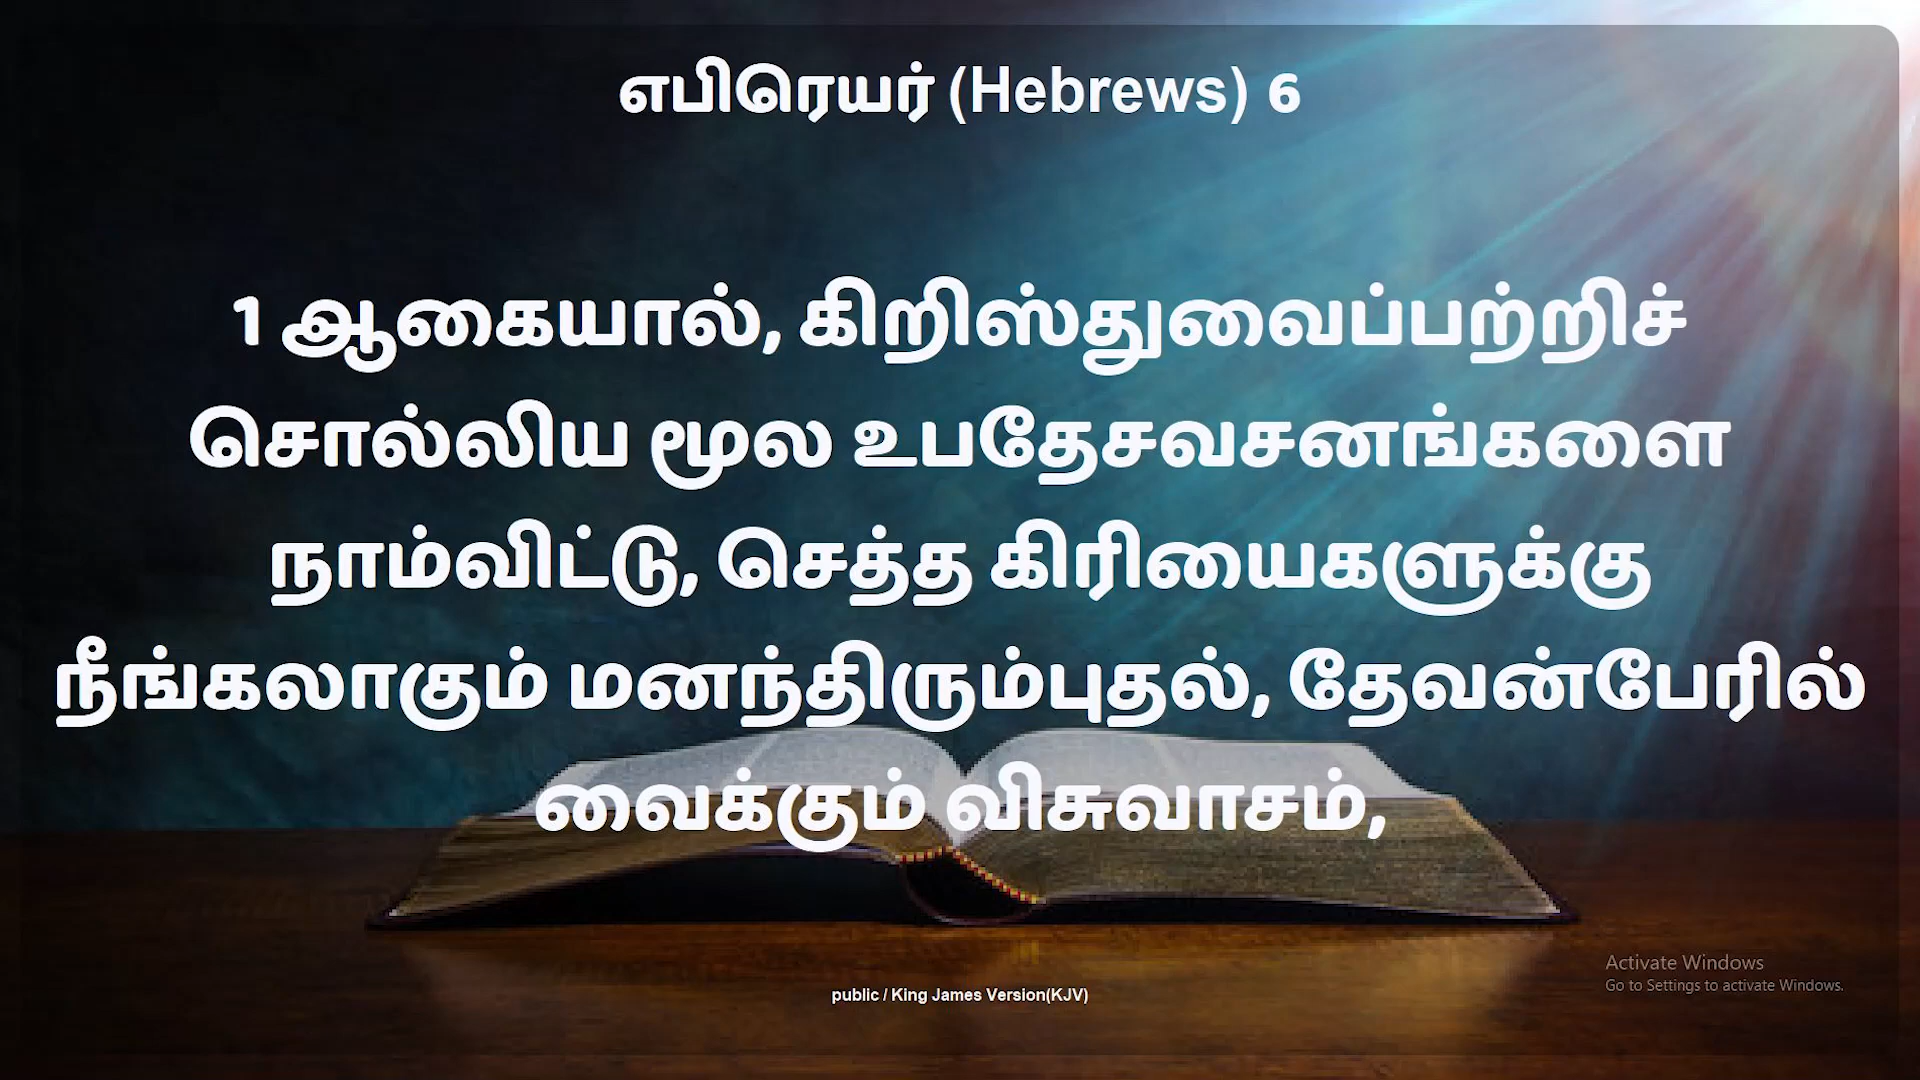 எபிரெயர் (Hebrews) 6
1 ஆகையால், கிறிஸ்துவைப்பற்றிச்
சொல்லிய மூல உபதேசவசனங்களை
நாம்விட்டு, செத்த கிரியைகளுக்கு
நீங்கலாகும் மனந்திரும்புதல், தேவன்பேரில்
வைக்கும் விசுவாசம்,
Activate Windows
Go to Settings to activate Windows.
public / King James Version(KJV)